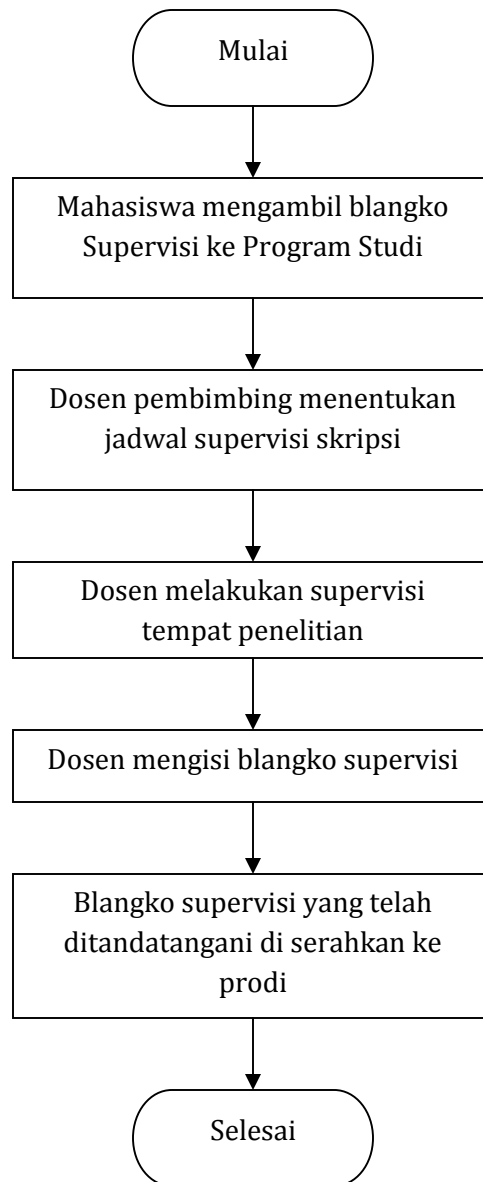 Mulai
Mahasiswa mengambil blangko
Supervisi ke Program Studi
Dosen pembimbing menentukan
jadwal supervisi skripsi
Dosen melakukan supervisi
tempat penelitian
Dosen mengisi blangko supervisi
Blangko supervisi yang telah
ditandatangani di serahkan ke
prodi
Selesai